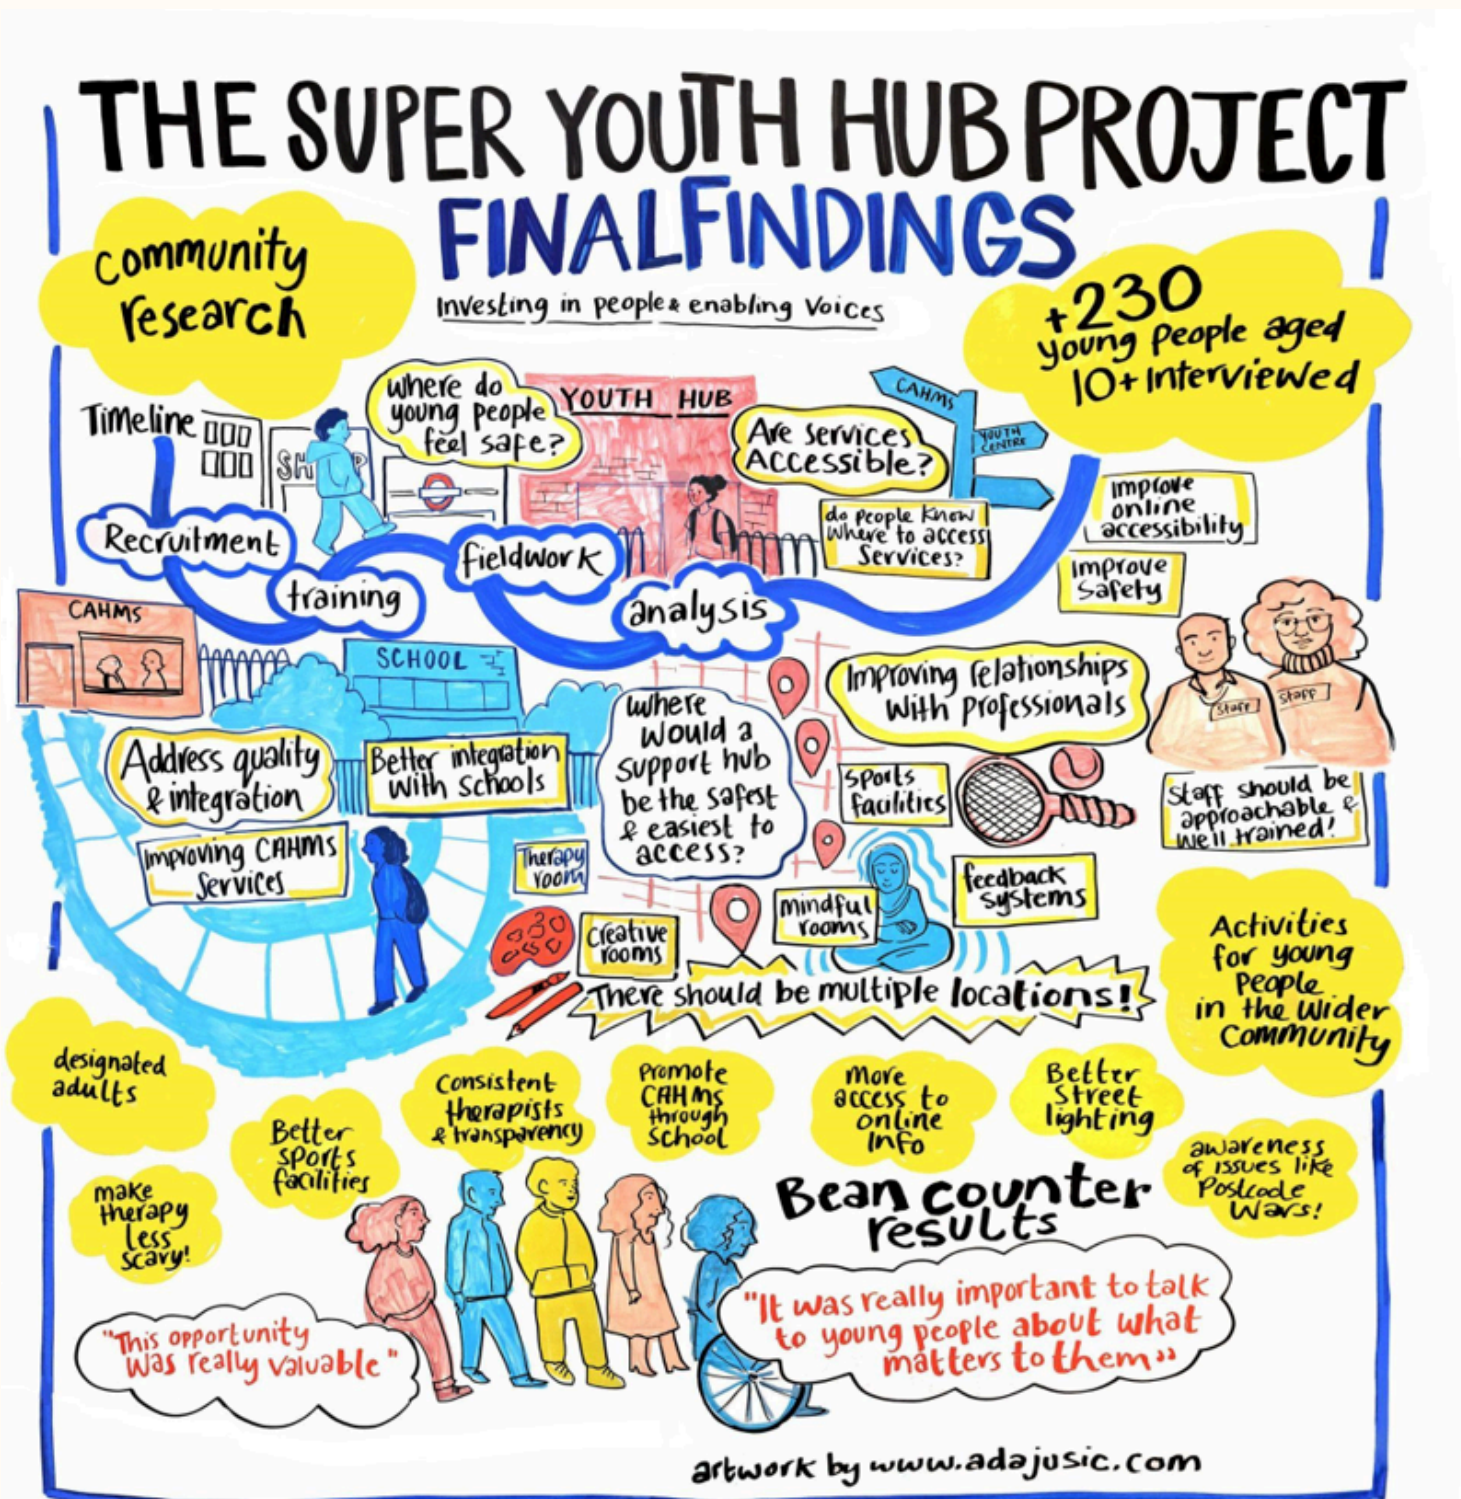 THE SUPER YOUTH HUB PROJECT
FINAL FINDINGS
Investing in people & enabling Voices
Community
research
+230
young People aged
10+ Interviewed
Timeline
SH P
where do
young people
feel safe?
YOUTH HUB
Are services
Accessible?
CAHMS
YOUTH
CENTRE
do people know
where to access
Services?
Improve
online
accessibility
Improve
Safety
Recruitment
training
fieldwork
analysis
CAHMS
SCHOOL
Address quality
& integration
Better integration
with schools
Improving CAHMS
Services
where
would a
support hub
be the safest
& easiest to
access?
Improving relationships
with professionals
Staff
Staff
Staff should be
approachable &
well trained!
sports
facilities
Therapy
room
creative
rooms
mindful
rooms
feedback
systems
There should be multiple locations!
Activities
for young
People
in the wider
Community
designated
adults
make
therapy
less
scary!
Better
sports
facilities
Consistent
therapists
& transparency
Promote
CAHMS
through
School
More
access to
online
Info
Better
Street
lighting
awareness
of issues like
Postcode
Wars!
Bean counter
results
"This opportunity
was really valuable"
"It was really important to talk
to young people about what
matters to them"
artwork by www.adajusic.com